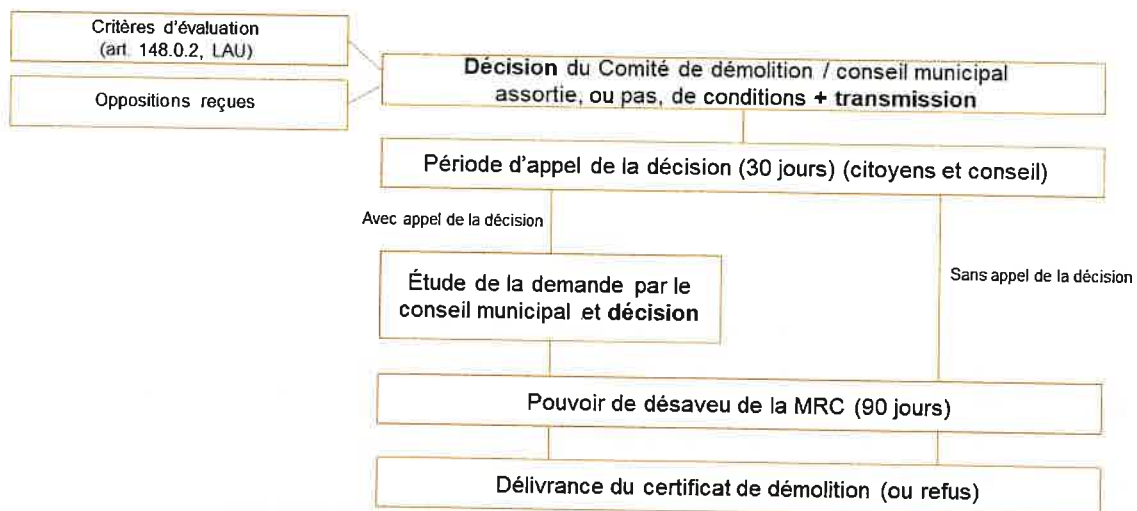 Critères d'évaluation
(art. 148.0.2, LAU)
Oppositions reçues
Décision du Comité de démolition / conseil municipal
assortie, ou pas, de conditions + transmission
Période d'appel de la décision (30 jours) (citoyens et conseil)
Avec appel de la décision
Sans appel de la décision
Étude de la demande par le
conseil municipal et décision
Pouvoir de désaveu de la MRC (90 jours)
Délivrance du certificat de démolition (ou refus)